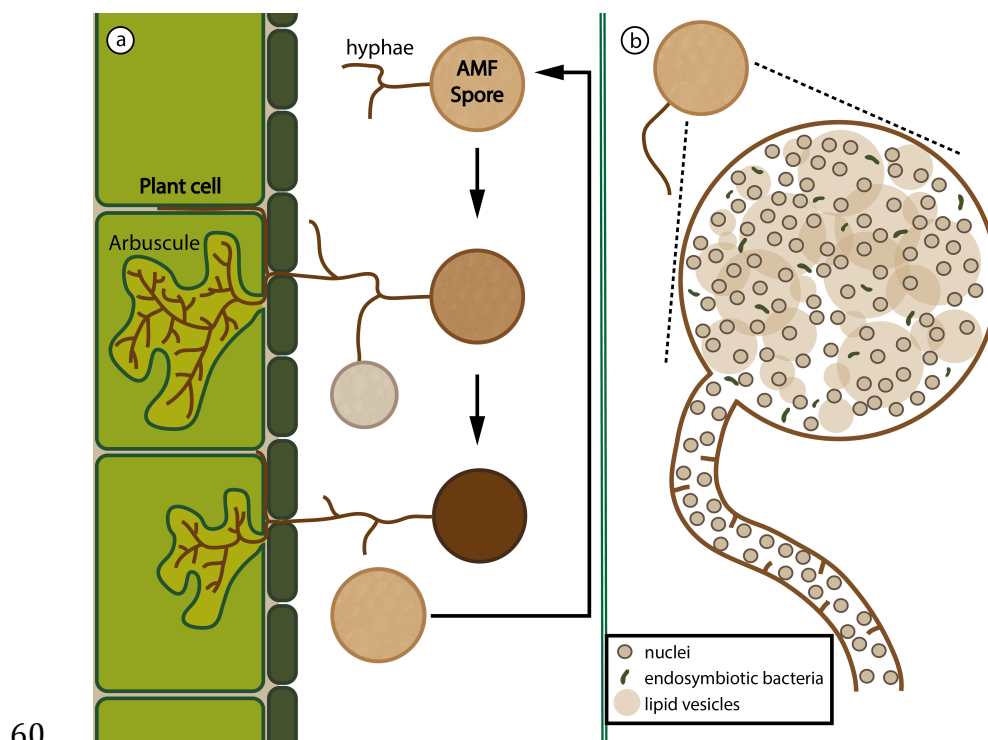 a
hyphae
AMF
Spore
Plant cell
Arbuscule
b
nuclei
endosymbiotic bacteria
lipid vesicles
60